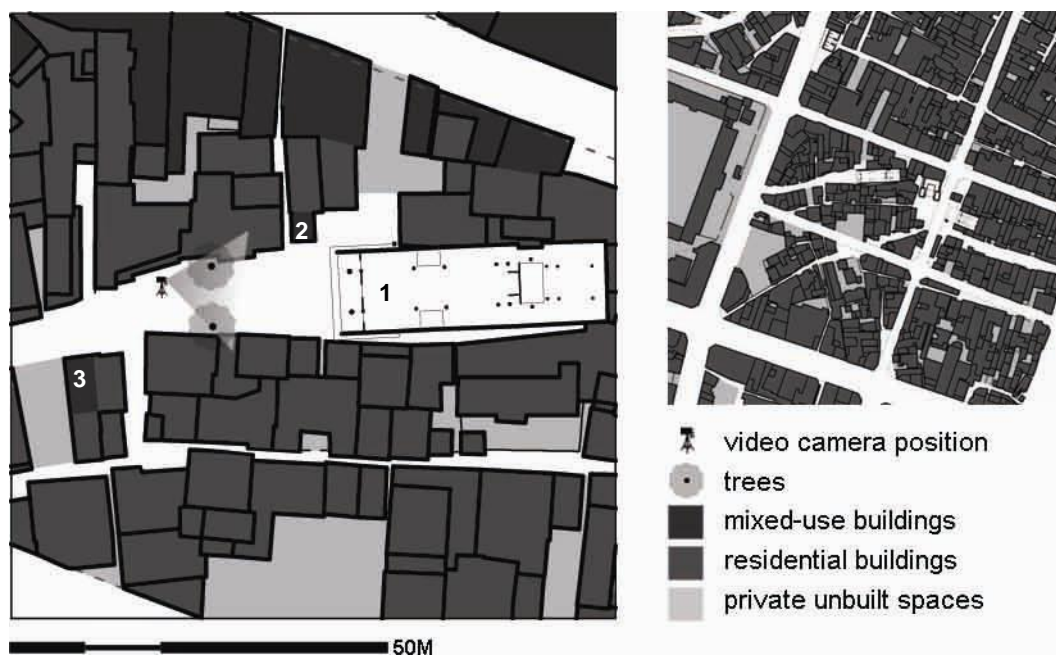 2
1
3
50M
video camera position
trees
mixed-use buildings
residential buildings
private unbuilt spaces